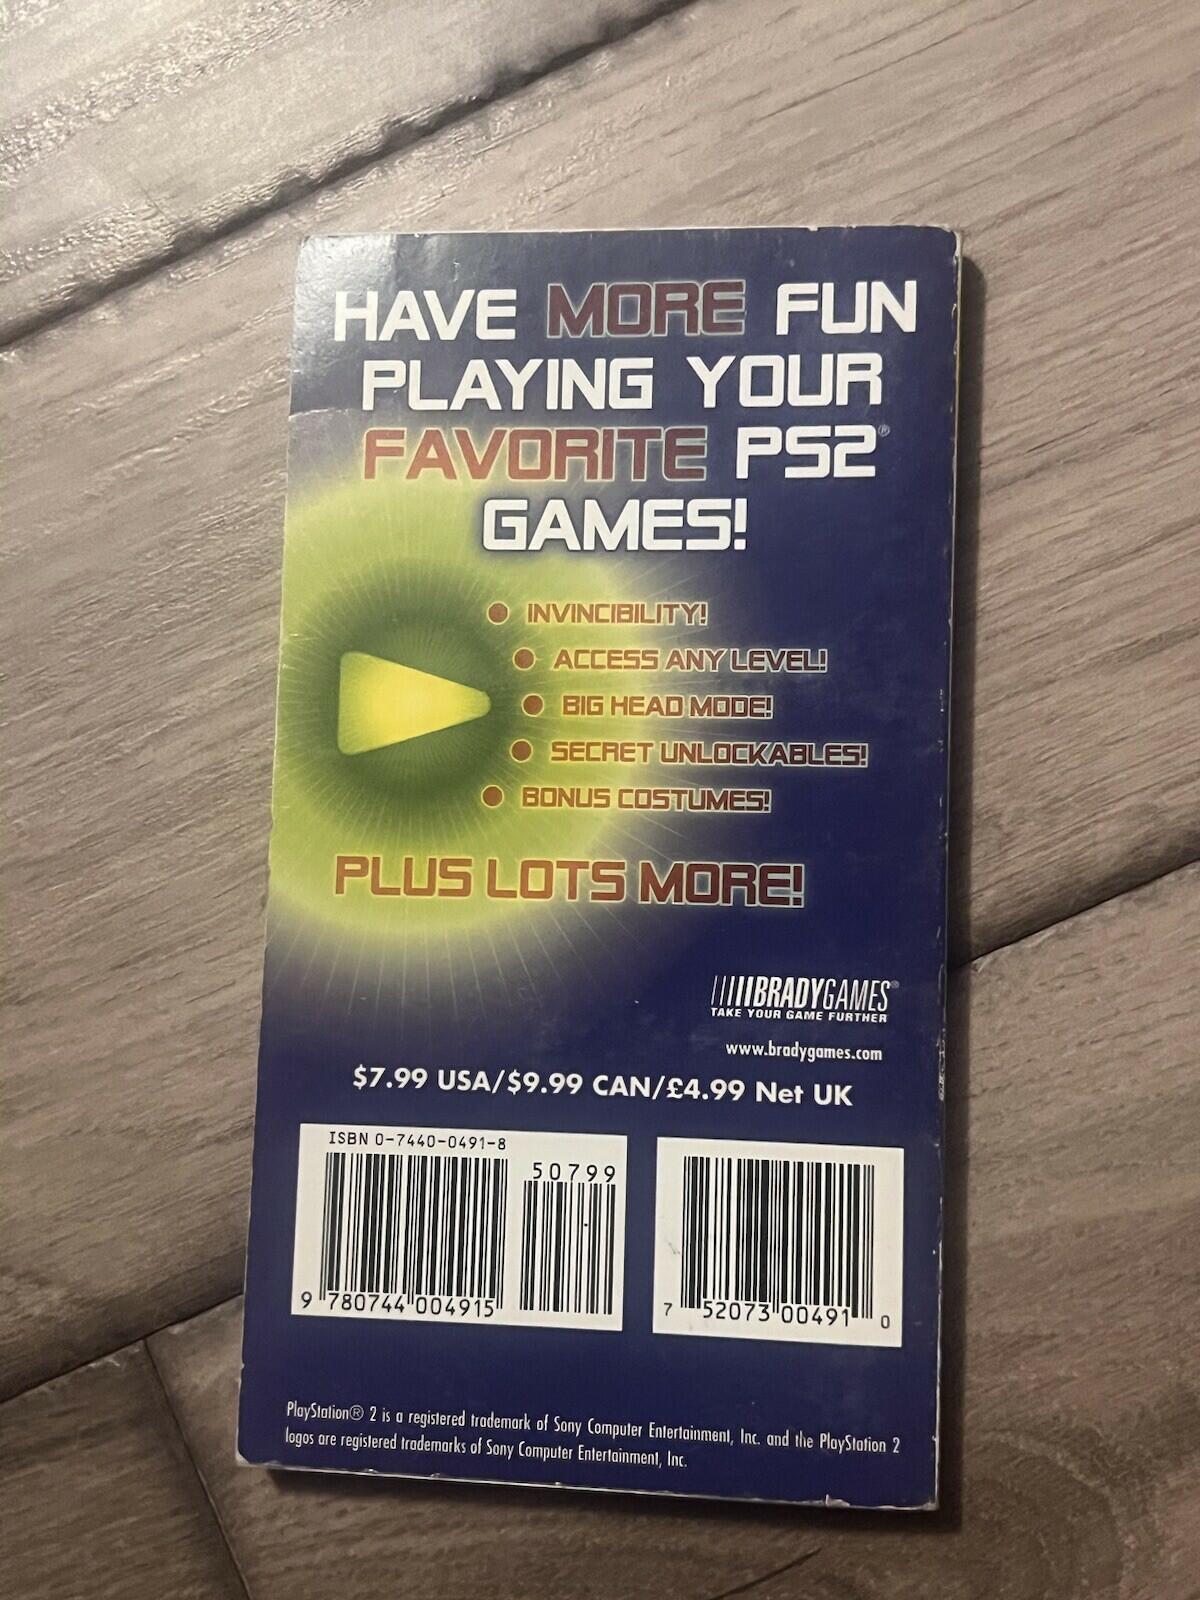 HAVE MORE FUN
PLAYING YOUR
FAVORITE PS2®
GAMES!
• INVINCIBILITY!
• ACCESS ANY LEVEL!
• BIG HEAD MODE!
• SECRET UNLOCKABLES!
• BONUS COSTUMES!
PLUS LOTS MORE!
BRADYGAMES®
TAKE YOUR GAME FURTHER
www.bradygames.com
$7.99 USA/$9.99 CAN/£4.99 Net UK
ISBN 0-7440-0491-8
50799
9 780744 004915
7 52073 00491 0
PlayStation® 2 is a registered trademark of Sony Computer Entertainment, Inc. and the PlayStation 2
logos are registered trademarks of Sony Computer Entertainment, Inc.